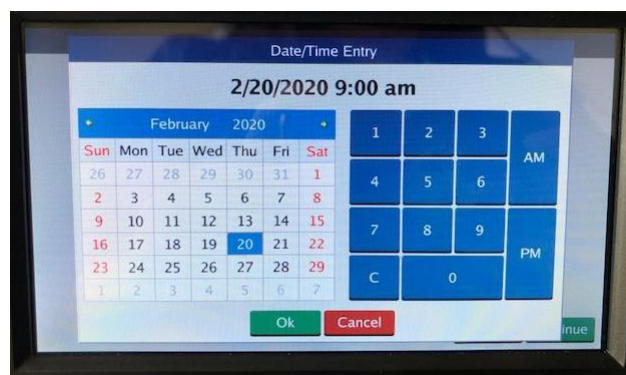 Date/Time Entry
2/20/2020 9:00 am
February 2020
Sun Mon Tue Wed Thu Fri Sat
26 27 28 29 30 31 1
2 3 4 5 6 7 8
9 10 11 12 13 14 15
16 17 18 19 20 21 22
23 24 25 26 27 28 29
1 2 3 4 5 6 7
1 2 3
AM
4 5 6
7 8 9
PM
C 0
Ok Cancel
inue